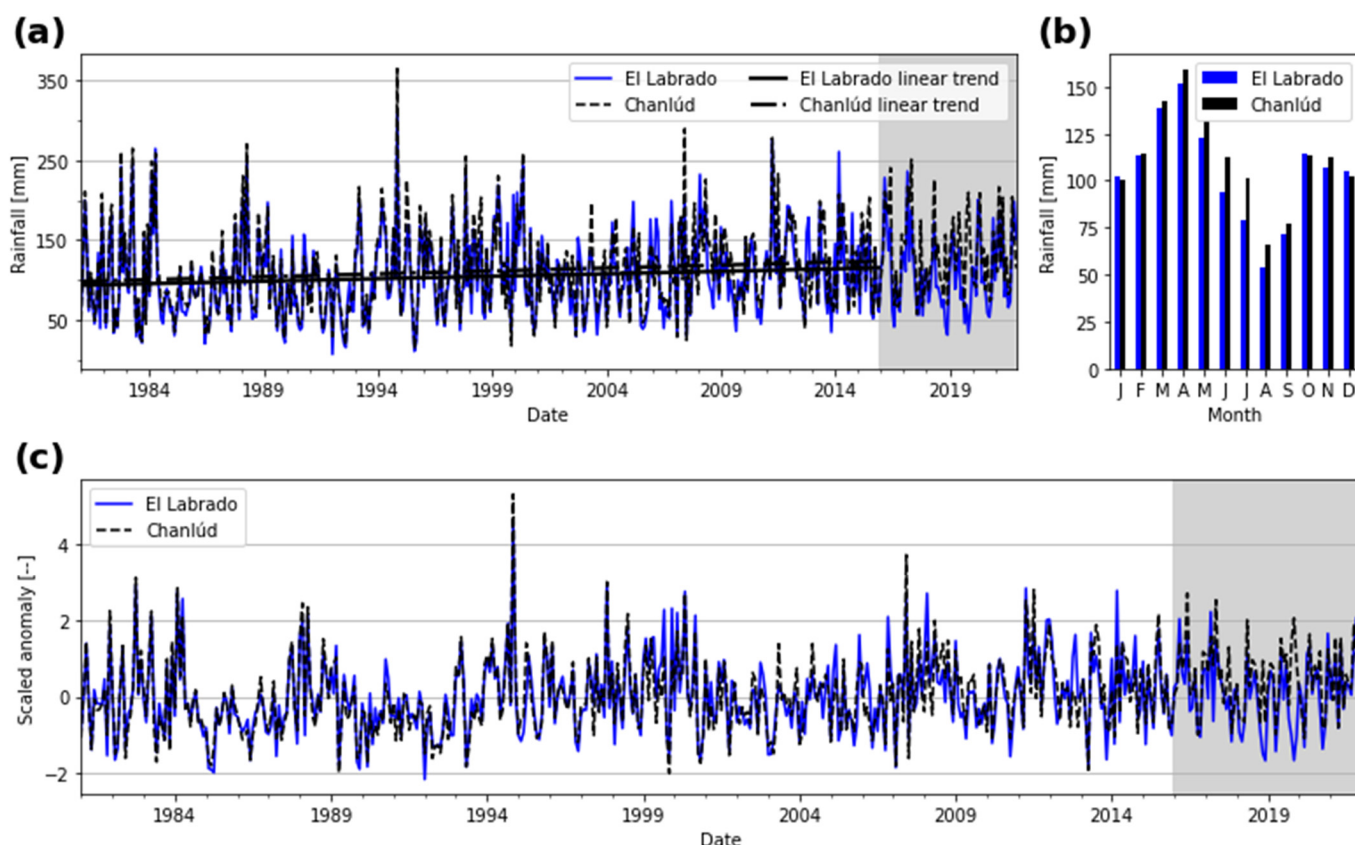 (a)
Rainfall [mm]
350
250
150
50
El Labrado
Chanlúd
El Labrado linear trend
Chanlúd linear trend
1984 1989 1994 1999 2004 2009 2014 2019
Date
(b)
Rainfall [mm]
150
125
100
75
50
25
0
El Labrado
Chanlúd
J F M A M J J A S O N D
Month
(c)
Scaled anomaly [--]
4
2
0
−2
El Labrado
Chanlúd
1984 1989 1994 1999 2004 2009 2014 2019
Date